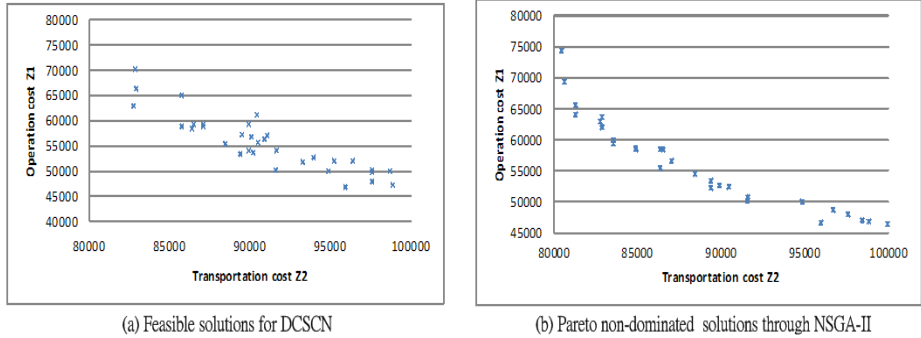 80000
75000
70000
65000
60000
55000
50000
45000
40000
Operation cost Z1
80000 85000 90000 95000 100000
Transportation cost Z2
(a) Feasible solutions for DCSCN
80000
75000
70000
65000
60000
55000
50000
45000
Operation cost Z1
80000 85000 90000 95000 100000
Transportation cost Z2
(b) Pareto non-dominated solutions through NSGA-II